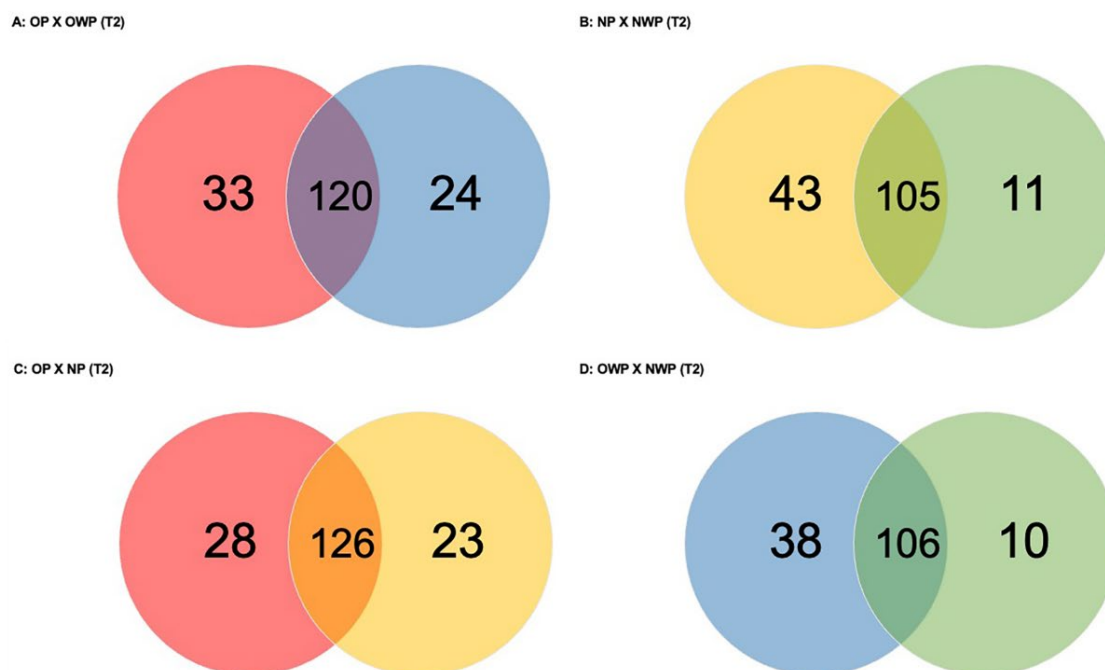 A: OP X OWP (T2)
B: NP X NWP (T2)
33 120 24
43 105 11
C: OP X NP (T2)
D: OWP X NWP (T2)
28 126 23
38 106 10